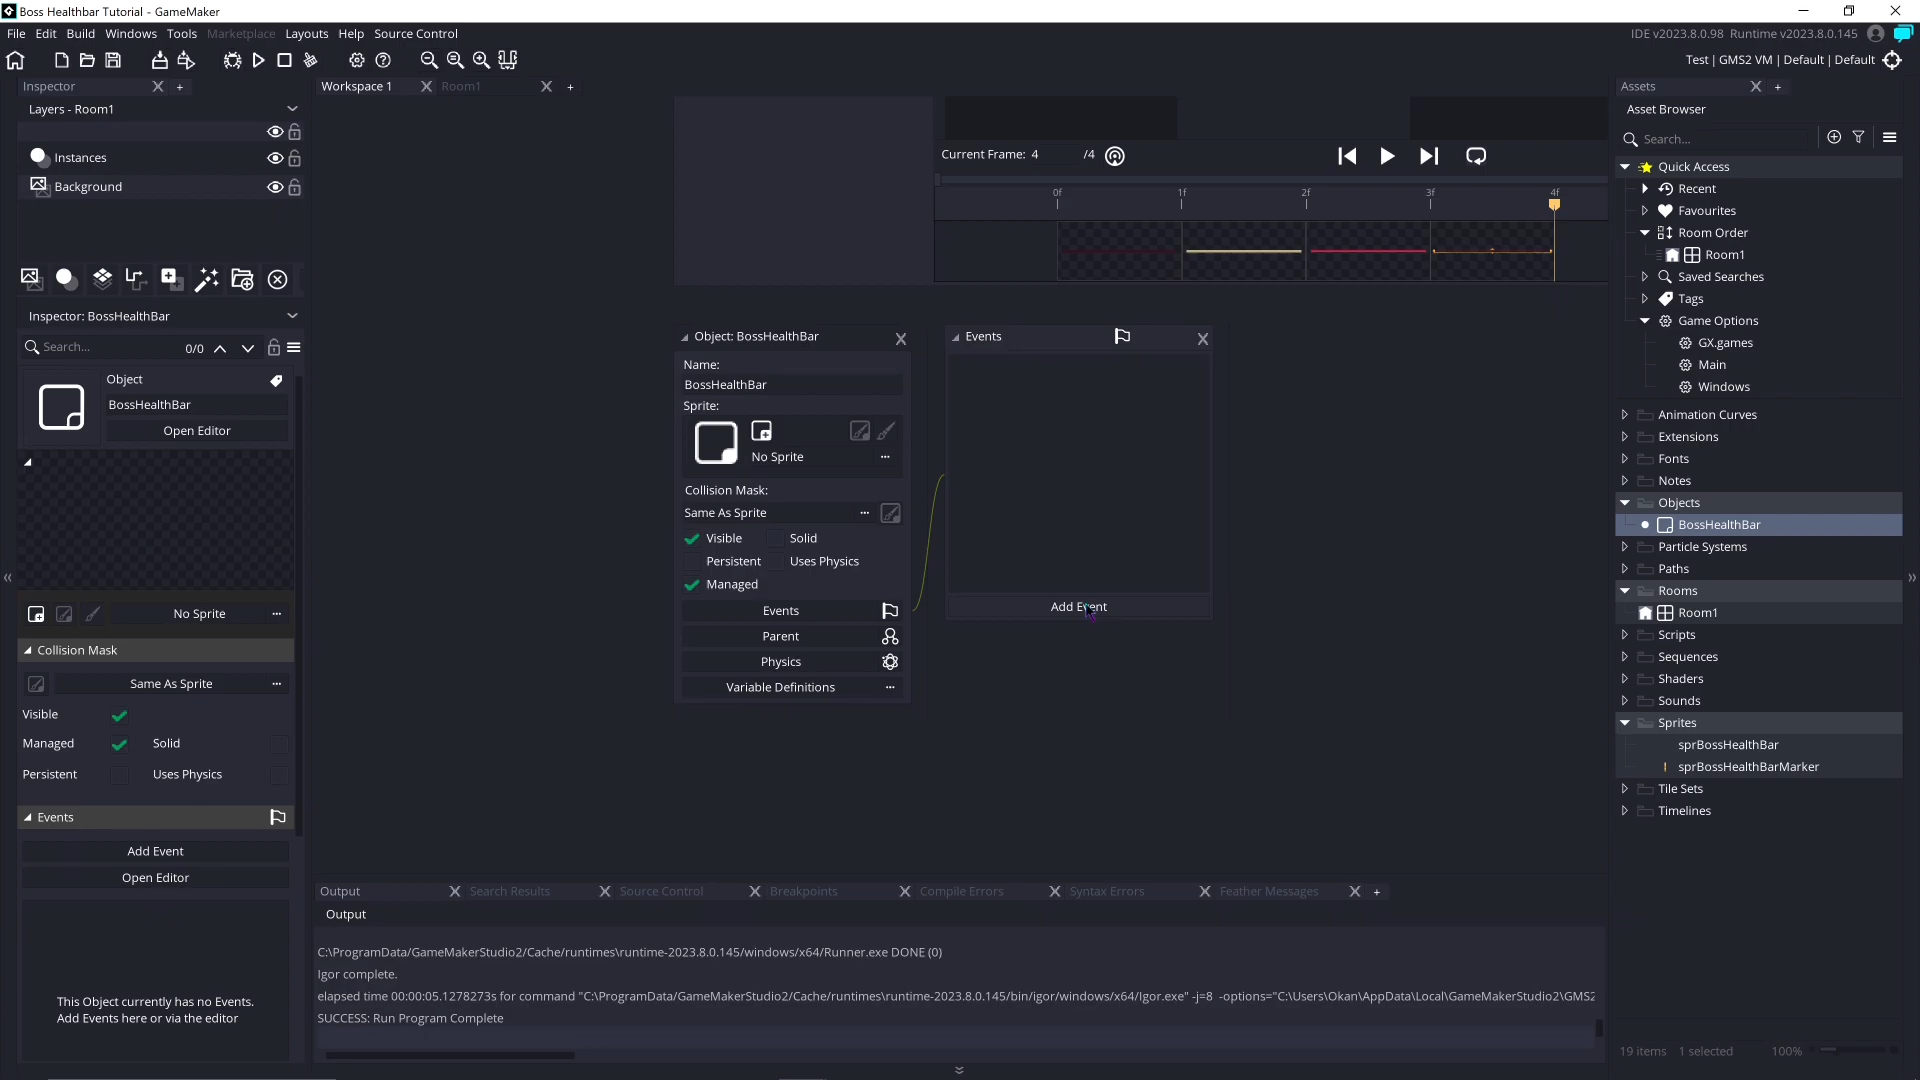 Boss Healthbar Tutorial - GameMaker
File Edit Build Windows Tools Marketplace Layouts Help Source Control
IDE v2023.8.0.98 Runtime v2023.8.0.145
Test | GMS2 VM | Default | Default
Inspector
Layers - Room1
Instances
Background
Inspector: BossHealthBar
Search...
0/0
Object
BossHealthBar
Open Editor
No Sprite
Collision Mask
Same As Sprite
Visible
Managed Solid
Persistent Uses Physics
Events
Add Event
Open Editor
This Object currently has no Events.
Add Events here or via the editor
Workspace 1 Room1
Current Frame: 4 /4
0f 1f 2f 3f 4f
Object: BossHealthBar
Name:
BossHealthBar
Sprite:
No Sprite
Collision Mask:
Same As Sprite
Visible Solid
Persistent Uses Physics
Managed
Events
Parent
Physics
Variable Definitions
Events
Add Event
Output Search Results Source Control Breakpoints Compile Errors Syntax Errors Feather Messages
Output
C:\ProgramData/GameMakerStudio2/Cache/runtimes\runtime-2023.8.0.145/windows/x64/Runner.exe DONE (0)
Igor complete.
elapsed time 00:00:05.1278273s for command "C:\ProgramData/GameMakerStudio2/Cache/runtimes\runtime-2023.8.0.145/bin/igor/windows/x64/Igor.exe" -j=8 -options="C:\Users\Okan\AppData\Local\GameMakerStudio2\GMS2
SUCCESS: Run Program Complete
Assets
Asset Browser
Search...
Quick Access
Recent
Favourites
Room Order
Room1
Saved Searches
Tags
Game Options
GX.games
Main
Windows
Animation Curves
Extensions
Fonts
Notes
Objects
BossHealthBar
Particle Systems
Paths
Rooms
Room1
Scripts
Sequences
Shaders
Sounds
Sprites
sprBossHealthBar
sprBossHealthBarMarker
Tile Sets
Timelines
19 items 1 selected 100%